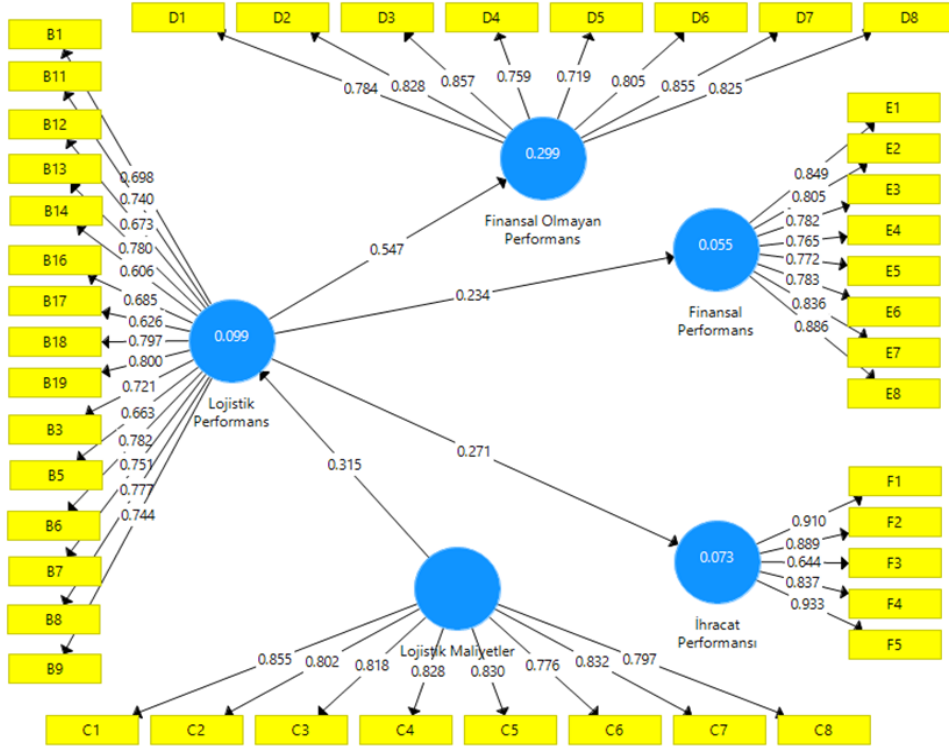 D1 D2 D3 D4 D5 D6 D7 D8
0.784 0.828 0.857 0.759 0.719 0.805 0.855 0.825
0.299
Finansal Olmayan
Performans
B1
B11
B12
B13
B14
B16
B17
B18
B19
B3
B5
B6
B7
B8
B9
0.698
0.740
0.673
0.780
0.606
0.685
0.626
0.797
0.800
0.721
0.663
0.782
0.751
0.777
0.744
0.099
Lojistik
Performans
0.547
0.234
0.271
0.315
0.055
Finansal
Performans
0.849
0.805
0.782
0.765
0.772
0.783
0.836
0.886
E1
E2
E3
E4
E5
E6
E7
E8
0.073
İhracat
Performansı
0.910
0.889
0.644
0.837
0.933
F1
F2
F3
F4
F5
Lojistik Maliyetler
0.855 0.802 0.818 0.828 0.830 0.776 0.832 0.797
C1 C2 C3 C4 C5 C6 C7 C8